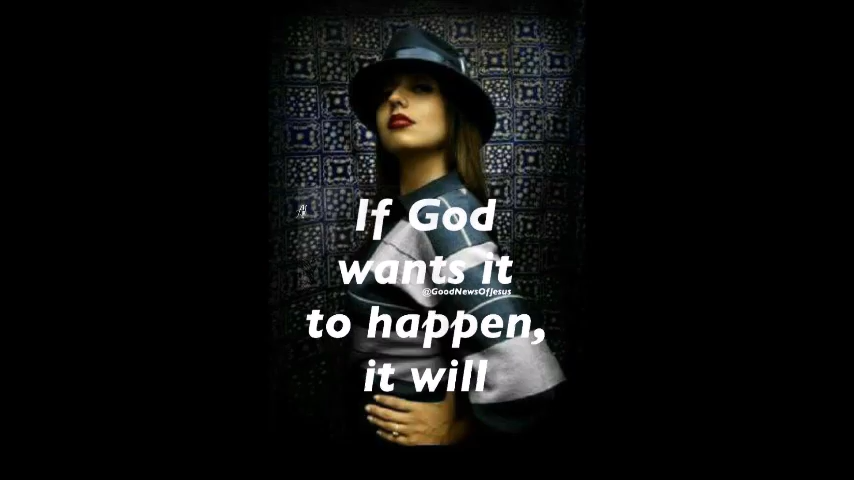 If God
wants it
@GoodNewsOfJesus
to happen,
it will